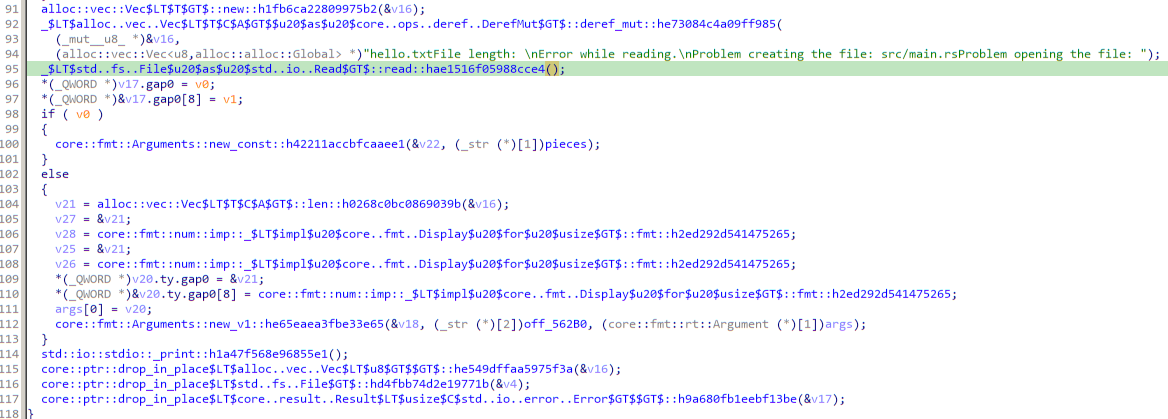 91 alloc::vec::Vec$LT$T$GT$::new::h1fb6ca22809975b2(&v16);
92 _$LT$alloc..vec..Vec$LT$T$C$A$GT$$u20$as$u20$core..ops..deref..DerefMut$GT$::deref_mut::he73084c4a09ff985(
93 (_mut__u8_ *)&v16,
94 (alloc::vec::Vec<u8,alloc::alloc::Global> *)"hello.txtFile length: \nError while reading.\nProblem creating the file: src/main.rsProblem opening the file: ");
95 _$LT$std..fs..File$u20$as$u20$std..io..Read$GT$::read::hae1516f05988cce4();
96 *(_QWORD *)v17.gap0 = v0;
97 *(_QWORD *)&v17.gap0[8] = v1;
98 if ( v0 )
99 {
100 core::fmt::Arguments::new_const::h42211accbfcaaee1(&v22, (_str (*)[1])pieces);
101 }
102 else
103 {
104 v21 = alloc::vec::Vec$LT$T$C$A$GT$::len::h0268c0bc0869039b(&v16);
105 v27 = &v21;
106 v28 = core::fmt::num::imp::_$LT$impl$u20$core..fmt..Display$u20$for$u20$usize$GT$::fmt::h2ed292d541475265;
107 v25 = &v21;
108 v26 = core::fmt::num::imp::_$LT$impl$u20$core..fmt..Display$u20$for$u20$usize$GT$::fmt::h2ed292d541475265;
109 *(_QWORD *)v20.ty.gap0 = &v21;
110 *(_QWORD *)&v20.ty.gap0[8] = core::fmt::num::imp::_$LT$impl$u20$core..fmt..Display$u20$for$u20$usize$GT$::fmt::h2ed292d541475265;
111 args[0] = v20;
112 core::fmt::Arguments::new_v1::he65eaea3fbe33e65(&v18, (_str (*)[2])off_562B0, (core::fmt::rt::Argument (*)[1])args);
113 }
114 std::io::stdio::_print::h1a47f568e96855e1();
115 core::ptr::drop_in_place$LT$alloc..vec..Vec$LT$u8$GT$$GT$::he549dffaa5975f3a(&v16);
116 core::ptr::drop_in_place$LT$std..fs..File$GT$::hd4fbb74d2e19771b(&v4);
117 core::ptr::drop_in_place$LT$core..result..Result$LT$usize$C$std..io..error..Error$GT$$GT$::h9a680fb1eebf13be(&v17);
118 }